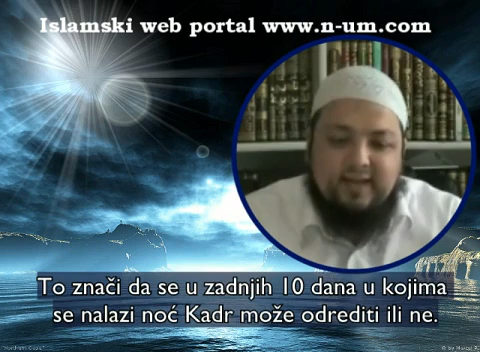 Islamski web portal www.n-um.com
To znači da se u zadnjih 10 dana u kojima
se nalazi noć Kadr može odrediti ili ne.